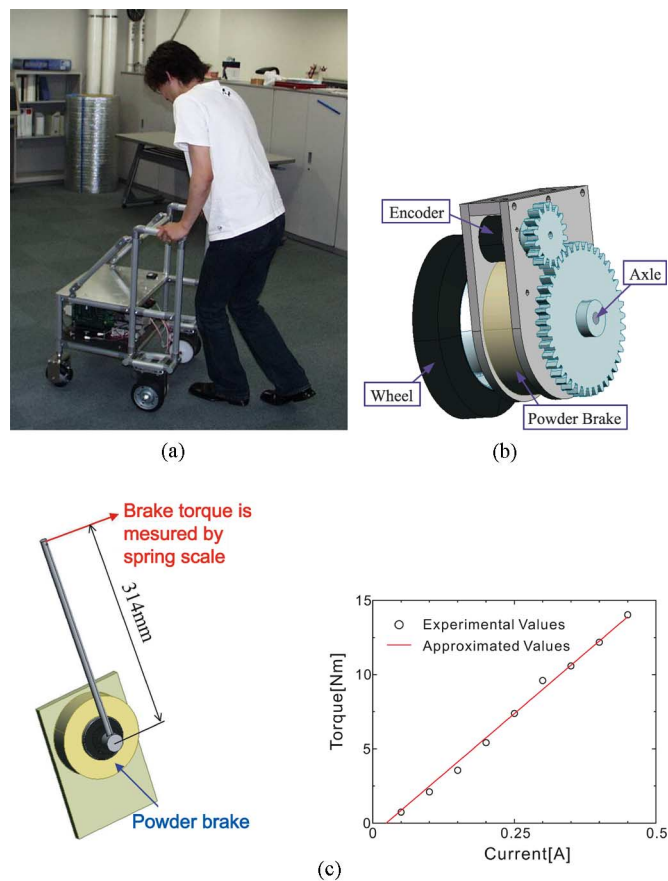 (a)
Encoder
Axle
Wheel
Powder Brake
(b)
Brake torque is
mesured by
spring scale
314mm
Powder brake
15
10
5
0
Torque[Nm]
Experimental Values
Approximated Values
0
0.25
0.5
Current[A]
(c)